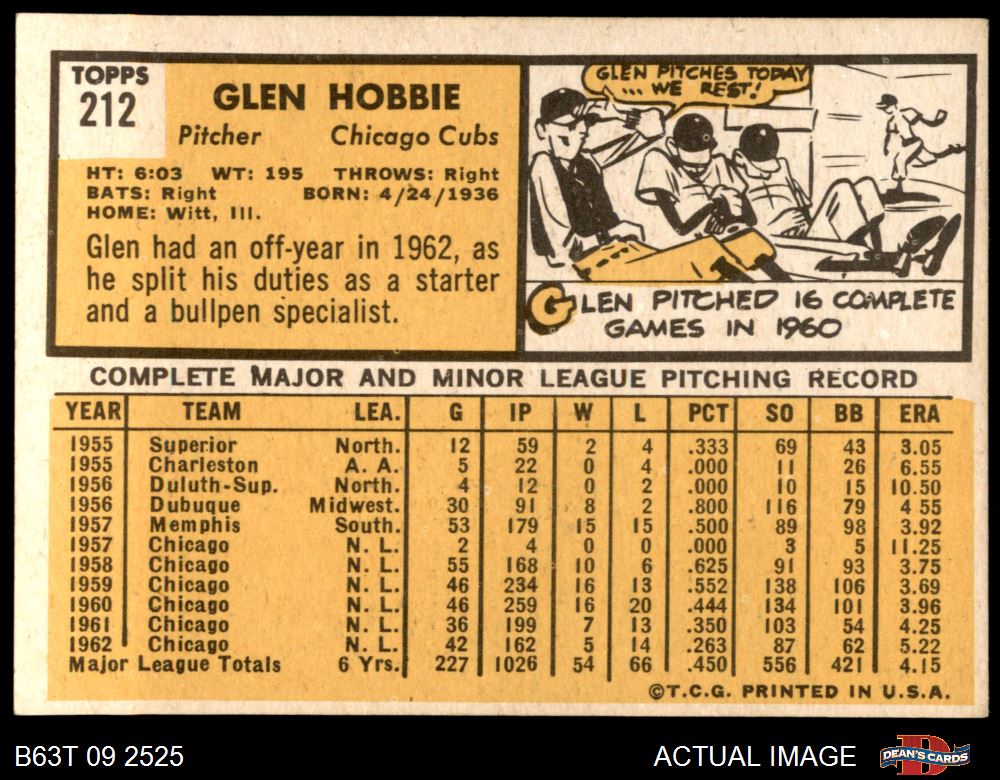 TOPPS
212
GLEN HOBBIE
Pitcher Chicago Cubs
HT: 6:03 WT: 195 THROWS: Right
BATS: Right BORN: 4/24/1936
HOME: Witt, Ill.
Glen had an off-year in 1962, as
he split his duties as a starter
and a bullpen specialist.
GLEN PITCHES TODAY
... WE REST!
GLEN PITCHED 16 COMPLETE
GAMES IN 1960
COMPLETE MAJOR AND MINOR LEAGUE PITCHING RECORD
YEAR TEAM LEA. G IP W L PCT SO BB ERA
1955 Superior North. 12 59 2 4 .333 69 43 3.05
1955 Charleston A. A. 5 22 0 4 .000 11 26 6.55
1956 Duluth-Sup. North. 4 12 0 2 .000 10 15 10.50
1956 Dubuque Midwest. 30 91 8 2 .800 116 79 4 55
1957 Memphis South. 53 179 15 15 .500 89 98 3.92
1957 Chicago N. L. 2 4 0 0 .000 3 5 11.25
1958 Chicago N. L. 55 168 10 6 .625 91 93 3.75
1959 Chicago N. L. 46 234 16 13 .552 138 106 3.69
1960 Chicago N. L. 46 259 16 20 .444 134 101 3.96
1961 Chicago N. L. 36 199 7 13 .350 103 54 4.25
1962 Chicago N. L. 42 162 5 14 .263 87 62 5.22
Major League Totals 6 Yrs. 227 1026 54 66 .450 556 421 4.15
©T.C.G. PRINTED IN U.S.A.
B63T 09 2525 ACTUAL IMAGE DEAN'S CARDS